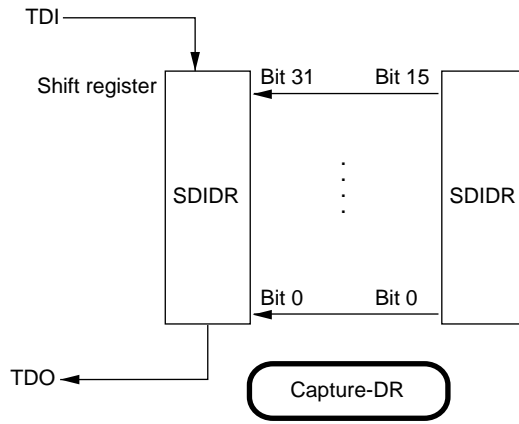 TDI
Shift register
Bit 31 Bit 15
SDIDR SDIDR
Bit 0 Bit 0
TDO
Capture-DR